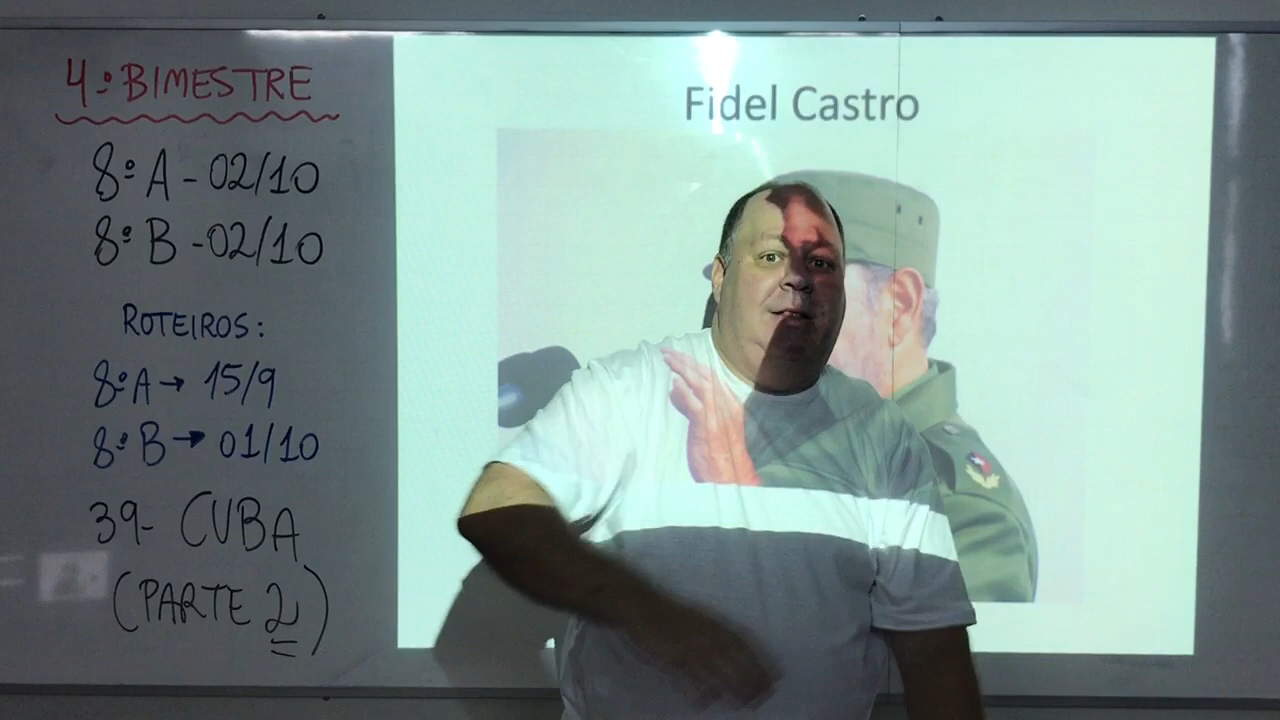 4º BIMESTRE
8º A - 02/10
8º B - 02/10
ROTEIROS:
8º A → 15/9
8º B → 01/10
39- CUBA
(PARTE 2)
Fidel Castro